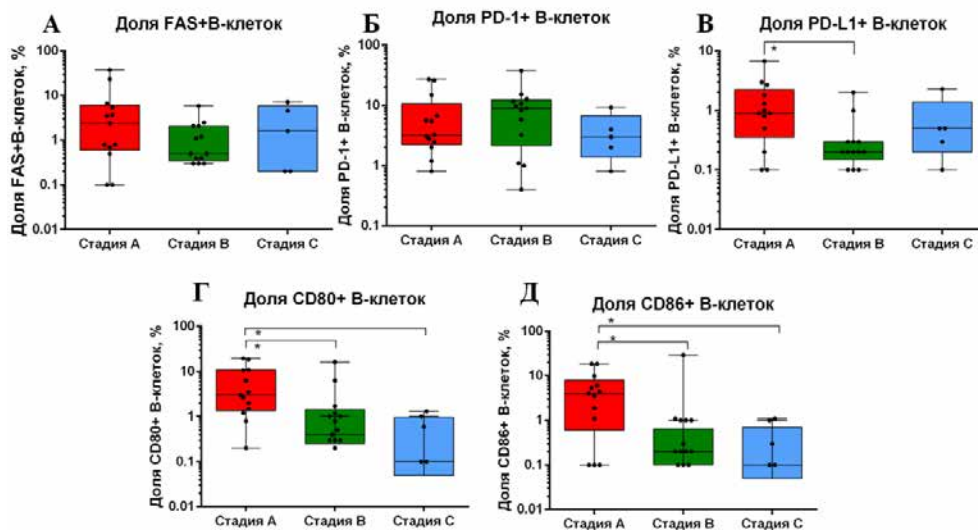 А
Доля FAS+В-клеток
Доля FAS+В-клеток, %
100
10
1
0.1
0.01
Стадия А
Стадия В
Стадия С
Б
Доля PD-1+ В-клеток
Доля PD-1+ В-клеток, %
100
10
1
0.1
Стадия А
Стадия В
Стадия С
В
Доля PD-L1+ В-клеток
*
Доля PD-L1+ В-клеток, %
10
1
0.1
0.01
Стадия А
Стадия В
Стадия С
Г
Доля CD80+ В-клеток
*
*
Доля CD80+ В-клеток, %
100
10
1
0.1
0.01
Стадия А
Стадия В
Стадия С
Д
Доля CD86+ В-клеток
*
*
Доля CD86+ В-клеток, %
100
10
1
0.1
0.01
Стадия А
Стадия В
Стадия С